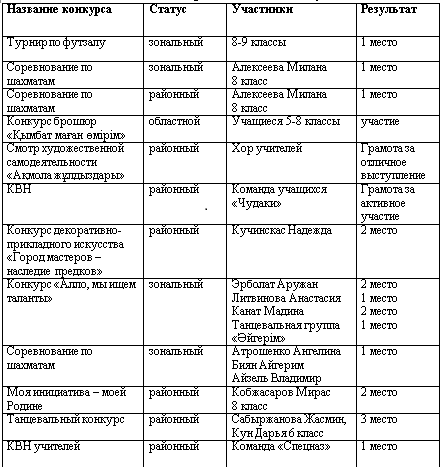 Название конкурса Статус Участники Результат
Турнир по футзалу зональный 8-9 классы 1 место
Соревнование по зональный Алексеева Милана 1 место
шахматам 8 класс
Соревнование по районный Алексеева Милана 1 место
шахматам 8 класс
Конкурс брошюр областной Учащиеся 5-8 классы участие
«Қымбат маған өмірім»
Смотр художественной районный Хор учителей Грамота за
самодеятельности отличное
«Ақмола жұлдыздары» выступление
КВН районный Команда учащихся Грамота за
«Чудаки» активное
участие
Конкурс декоративно- районный Кучинскас Надежда 2 место
прикладного искусства
«Город мастеров –
наследие предков»
Конкурс «Алло, мы ищем зональный Эрболат Аружан 2 место
таланты» Литвинова Анастасия 1 место
Канат Мадина 2 место
Танцевальная группа 1 место
«Әйгерім»
Соревнование по зональный Атрошенко Ангелина 1 место
шахматам Биян Айгерим
Айзель Владимир
Моя инициатива – моей районный Кобжасаров Мирас 2 место
Родине 8 класс
Танцевальный конкурс районный Сабыржанова Жасмин, 3 место
Кун Дарья 6 класс
КВН учителей районный Команда «Спецназ» 1 место